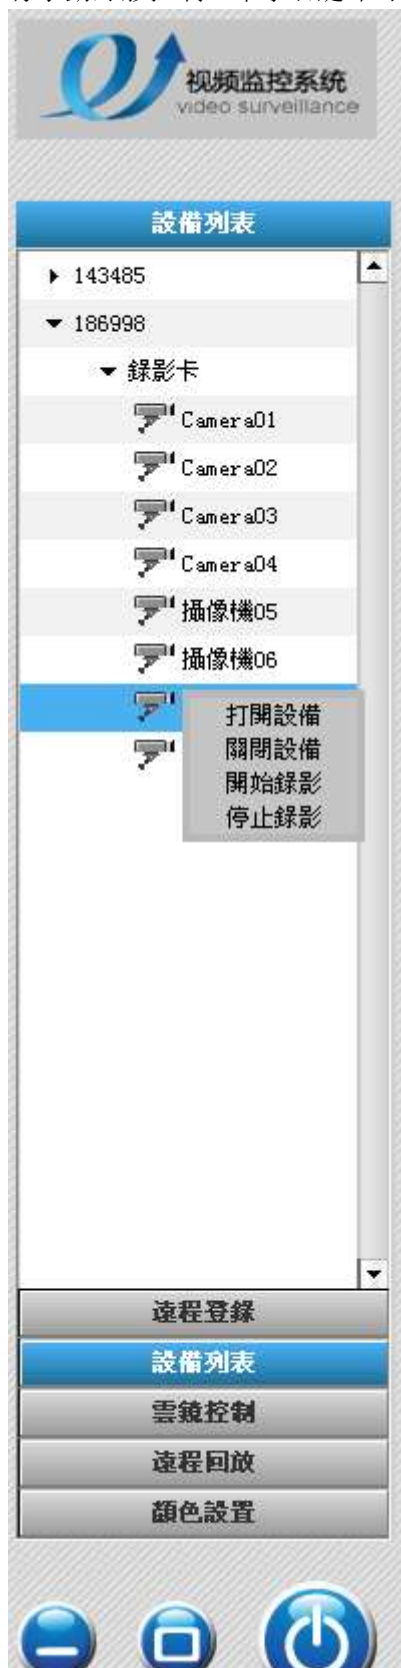 视频监控系统
video surveillance
設備列表
143485
186998
錄影卡
Camera01
Camera02
Camera03
Camera04
攝像機05
攝像機06
打開設備
關閉設備
開始錄影
停止錄影
遠程登錄
設備列表
雲鏡控制
遠程回放
顏色設置